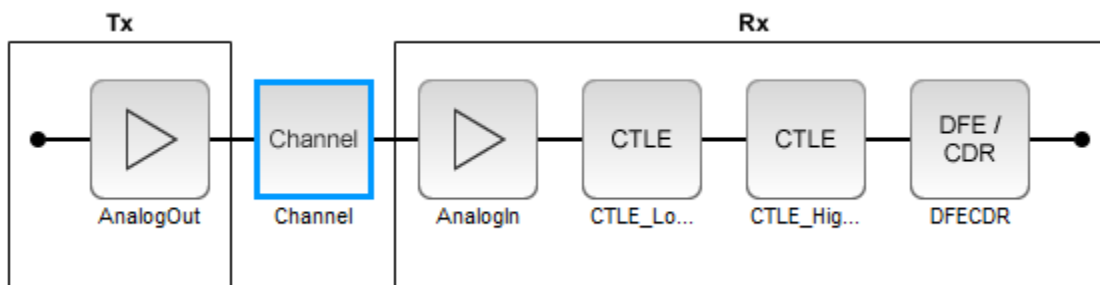 Tx
Rx
Channel
CTLE
CTLE
DFE /
CDR
AnalogOut
Channel
AnalogIn
CTLE_Lo...
CTLE_Hig...
DFECDR